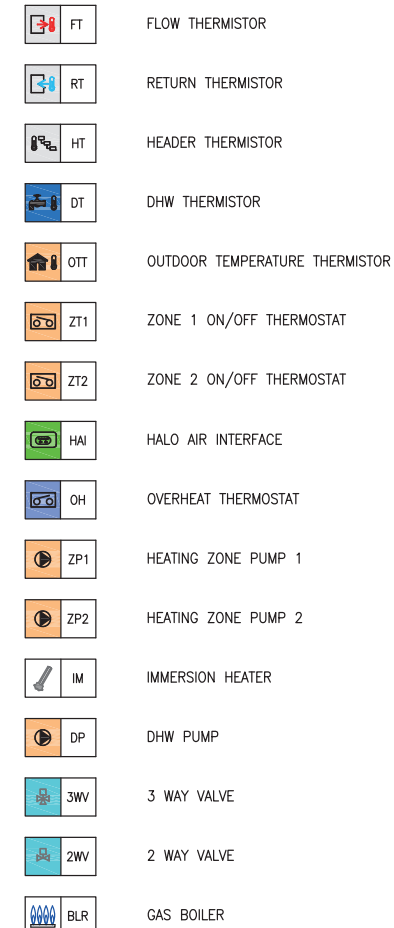 FT FLOW THERMISTOR
RT RETURN THERMISTOR
HT HEADER THERMISTOR
DT DHW THERMISTOR
OTT OUTDOOR TEMPERATURE THERMISTOR
ZT1 ZONE 1 ON/OFF THERMOSTAT
ZT2 ZONE 2 ON/OFF THERMOSTAT
HAI HALO AIR INTERFACE
OH OVERHEAT THERMOSTAT
ZP1 HEATING ZONE PUMP 1
ZP2 HEATING ZONE PUMP 2
IM IMMERSION HEATER
DP DHW PUMP
3WV 3 WAY VALVE
2WV 2 WAY VALVE
BLR GAS BOILER